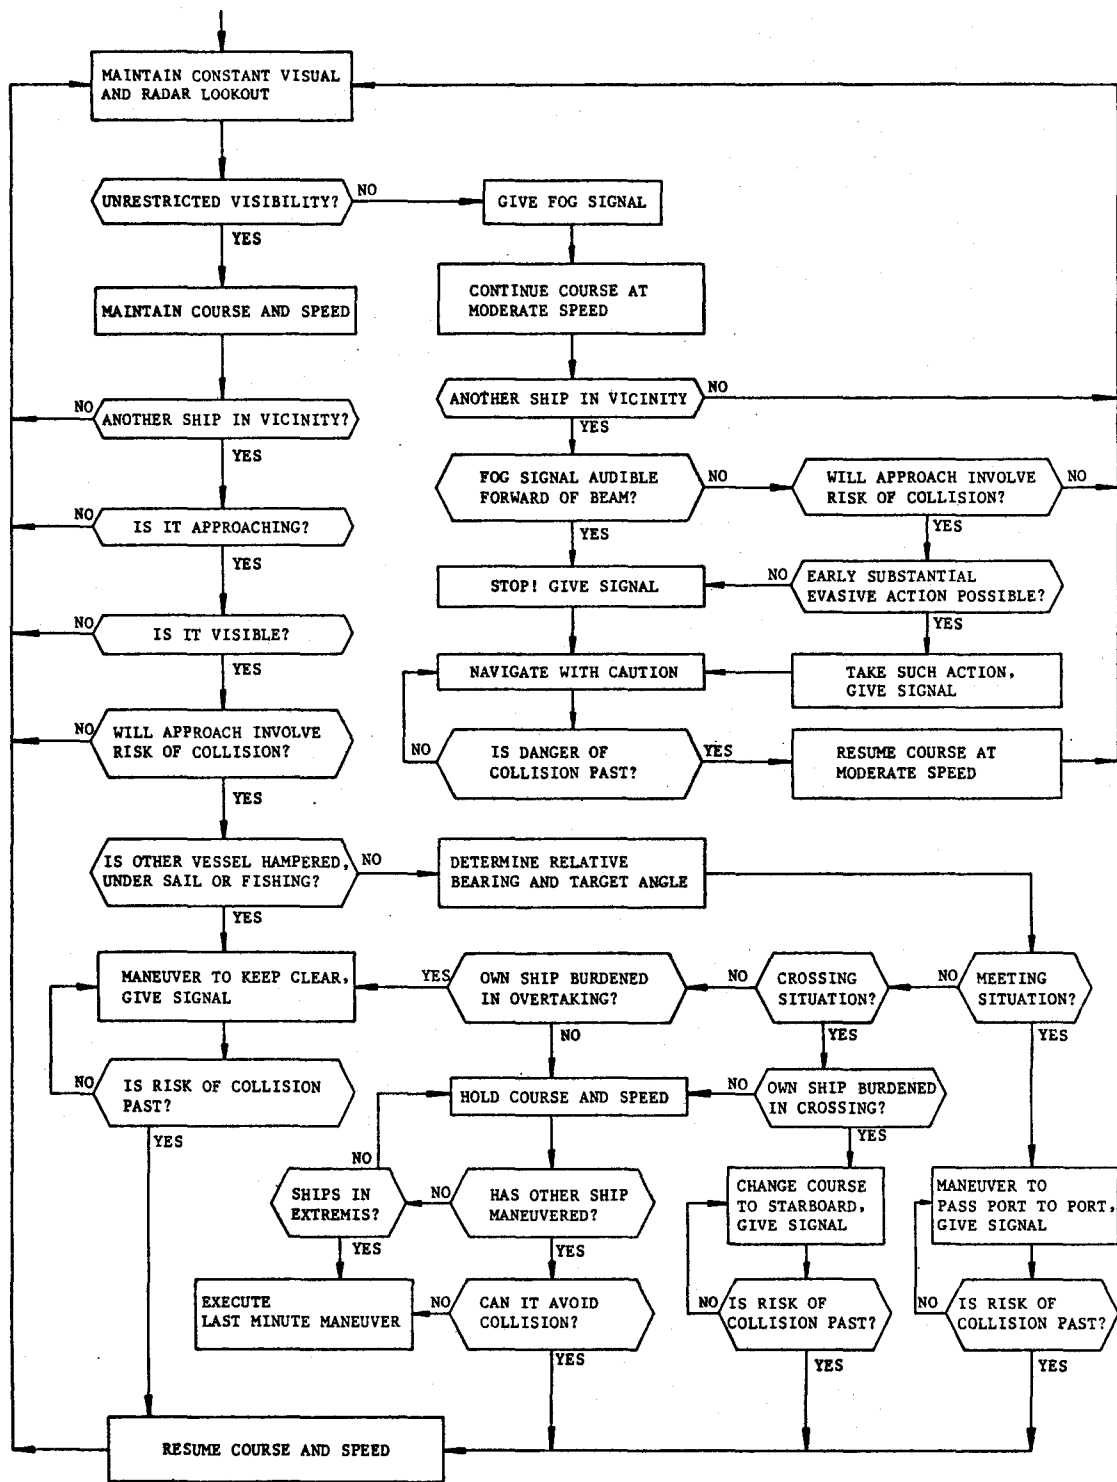 MAINTAIN CONSTANT VISUAL
AND RADAR LOOKOUT
UNRESTRICTED VISIBILITY?
NO
YES
GIVE FOG SIGNAL
MAINTAIN COURSE AND SPEED
CONTINUE COURSE AT
MODERATE SPEED
NO
ANOTHER SHIP IN VICINITY?
YES
ANOTHER SHIP IN VICINITY
NO
YES
NO
IS IT APPROACHING?
YES
FOG SIGNAL AUDIBLE
FORWARD OF BEAM?
NO
YES
WILL APPROACH INVOLVE
RISK OF COLLISION?
NO
YES
STOP! GIVE SIGNAL
NO
EARLY SUBSTANTIAL
EVASIVE ACTION POSSIBLE?
YES
NO
IS IT VISIBLE?
YES
NAVIGATE WITH CAUTION
TAKE SUCH ACTION,
GIVE SIGNAL
NO
WILL APPROACH INVOLVE
RISK OF COLLISION?
YES
NO
IS DANGER OF
COLLISION PAST?
YES
RESUME COURSE AT
MODERATE SPEED
IS OTHER VESSEL HAMPERED,
UNDER SAIL OR FISHING?
NO
YES
DETERMINE RELATIVE
BEARING AND TARGET ANGLE
MANEUVER TO KEEP CLEAR,
GIVE SIGNAL
YES
OWN SHIP BURDENED
IN OVERTAKING?
NO
NO
CROSSING
SITUATION?
YES
NO
MEETING
SITUATION?
YES
NO
IS RISK OF COLLISION
PAST?
YES
HOLD COURSE AND SPEED
NO
OWN SHIP BURDENED
IN CROSSING?
YES
NO
SHIPS IN
EXTREMIS?
YES
NO
HAS OTHER SHIP
MANEUVERED?
YES
CHANGE COURSE
TO STARBOARD,
GIVE SIGNAL
MANEUVER TO
PASS PORT TO PORT,
GIVE SIGNAL
EXECUTE
LAST MINUTE MANEUVER
NO
CAN IT AVOID
COLLISION?
YES
NO
IS RISK OF
COLLISION PAST?
YES
NO
IS RISK OF
COLLISION PAST?
YES
RESUME COURSE AND SPEED